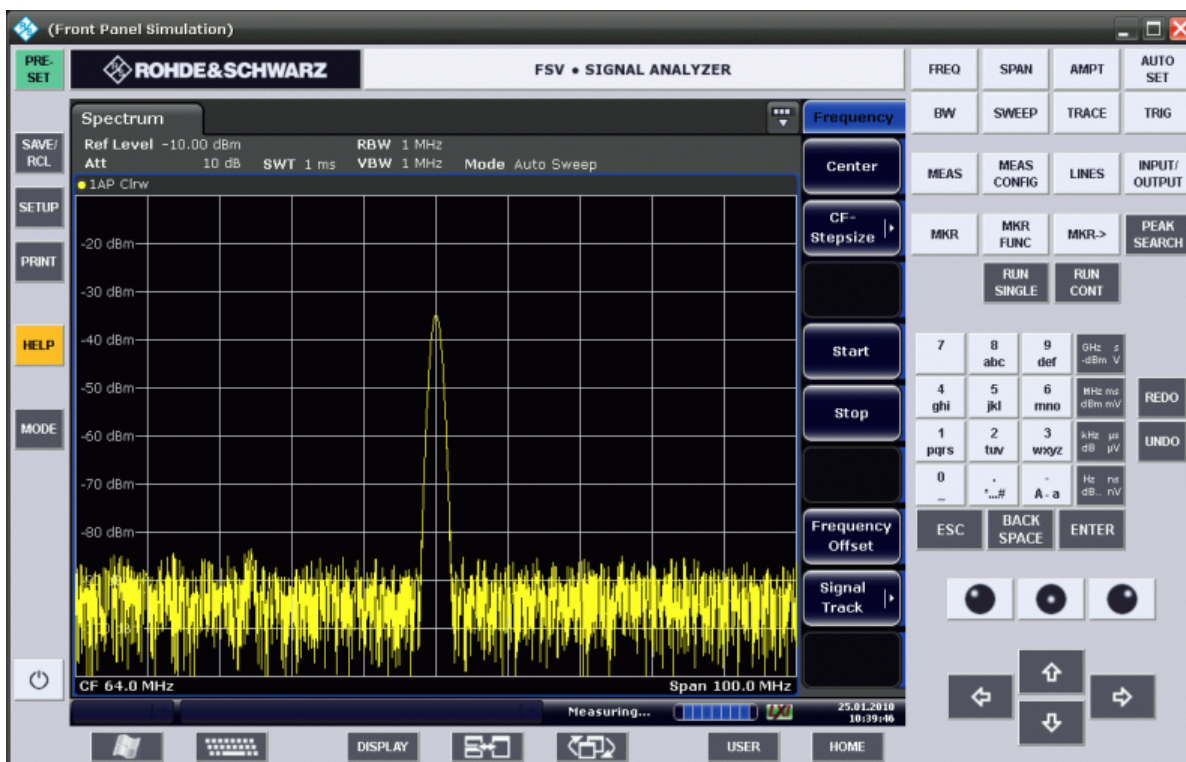 (Front Panel Simulation)
PRE-
SET
ROHDE&SCHWARZ
FSV • SIGNAL ANALYZER
FREQ
SPAN
AMPT
AUTO
SET
BW
SWEEP
TRACE
TRIG
MEAS
MEAS
CONFIG
LINES
INPUT/
OUTPUT
MKR
MKR
FUNC
MKR->
PEAK
SEARCH
RUN
SINGLE
RUN
CONT
SAVE/
RCL
SETUP
PRINT
HELP
MODE
Spectrum
Ref Level -10.00 dBm RBW 1 MHz
Att 10 dB SWT 1 ms VBW 1 MHz Mode Auto Sweep
1AP Clrw
-20 dBm
-30 dBm
-40 dBm
-50 dBm
-60 dBm
-70 dBm
-80 dBm
CF 64.0 MHz Span 100.0 MHz
Measuring...
25.01.2010
10:39:46
Frequency
Center
CF-
Stepsize
Start
Stop
Frequency
Offset
Signal
Track
7
8
abc
9
def
GHz s
-dBm V
4
ghi
5
jkl
6
mno
MHz ms
dBm mV
REDO
1
pqrs
2
tuv
3
wxyz
kHz µs
dB µV
UNDO
0
_
.
*...#
-
A - a
Hz ns
dB.. nV
ESC
BACK
SPACE
ENTER
DISPLAY
USER
HOME